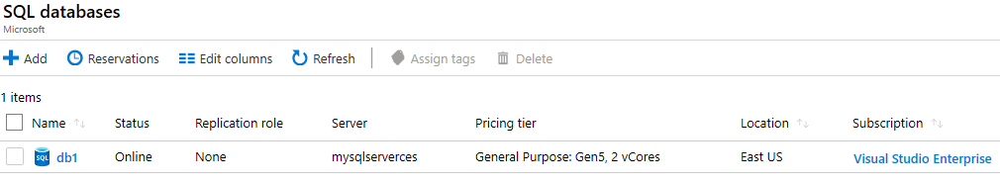 SQL databases
Microsoft
Add Reservations Edit columns Refresh Assign tags Delete
1 items
Name Status Replication role Server Pricing tier Location Subscription
SQL db1 Online None mysqlserverces General Purpose: Gen5, 2 vCores East US Visual Studio Enterprise